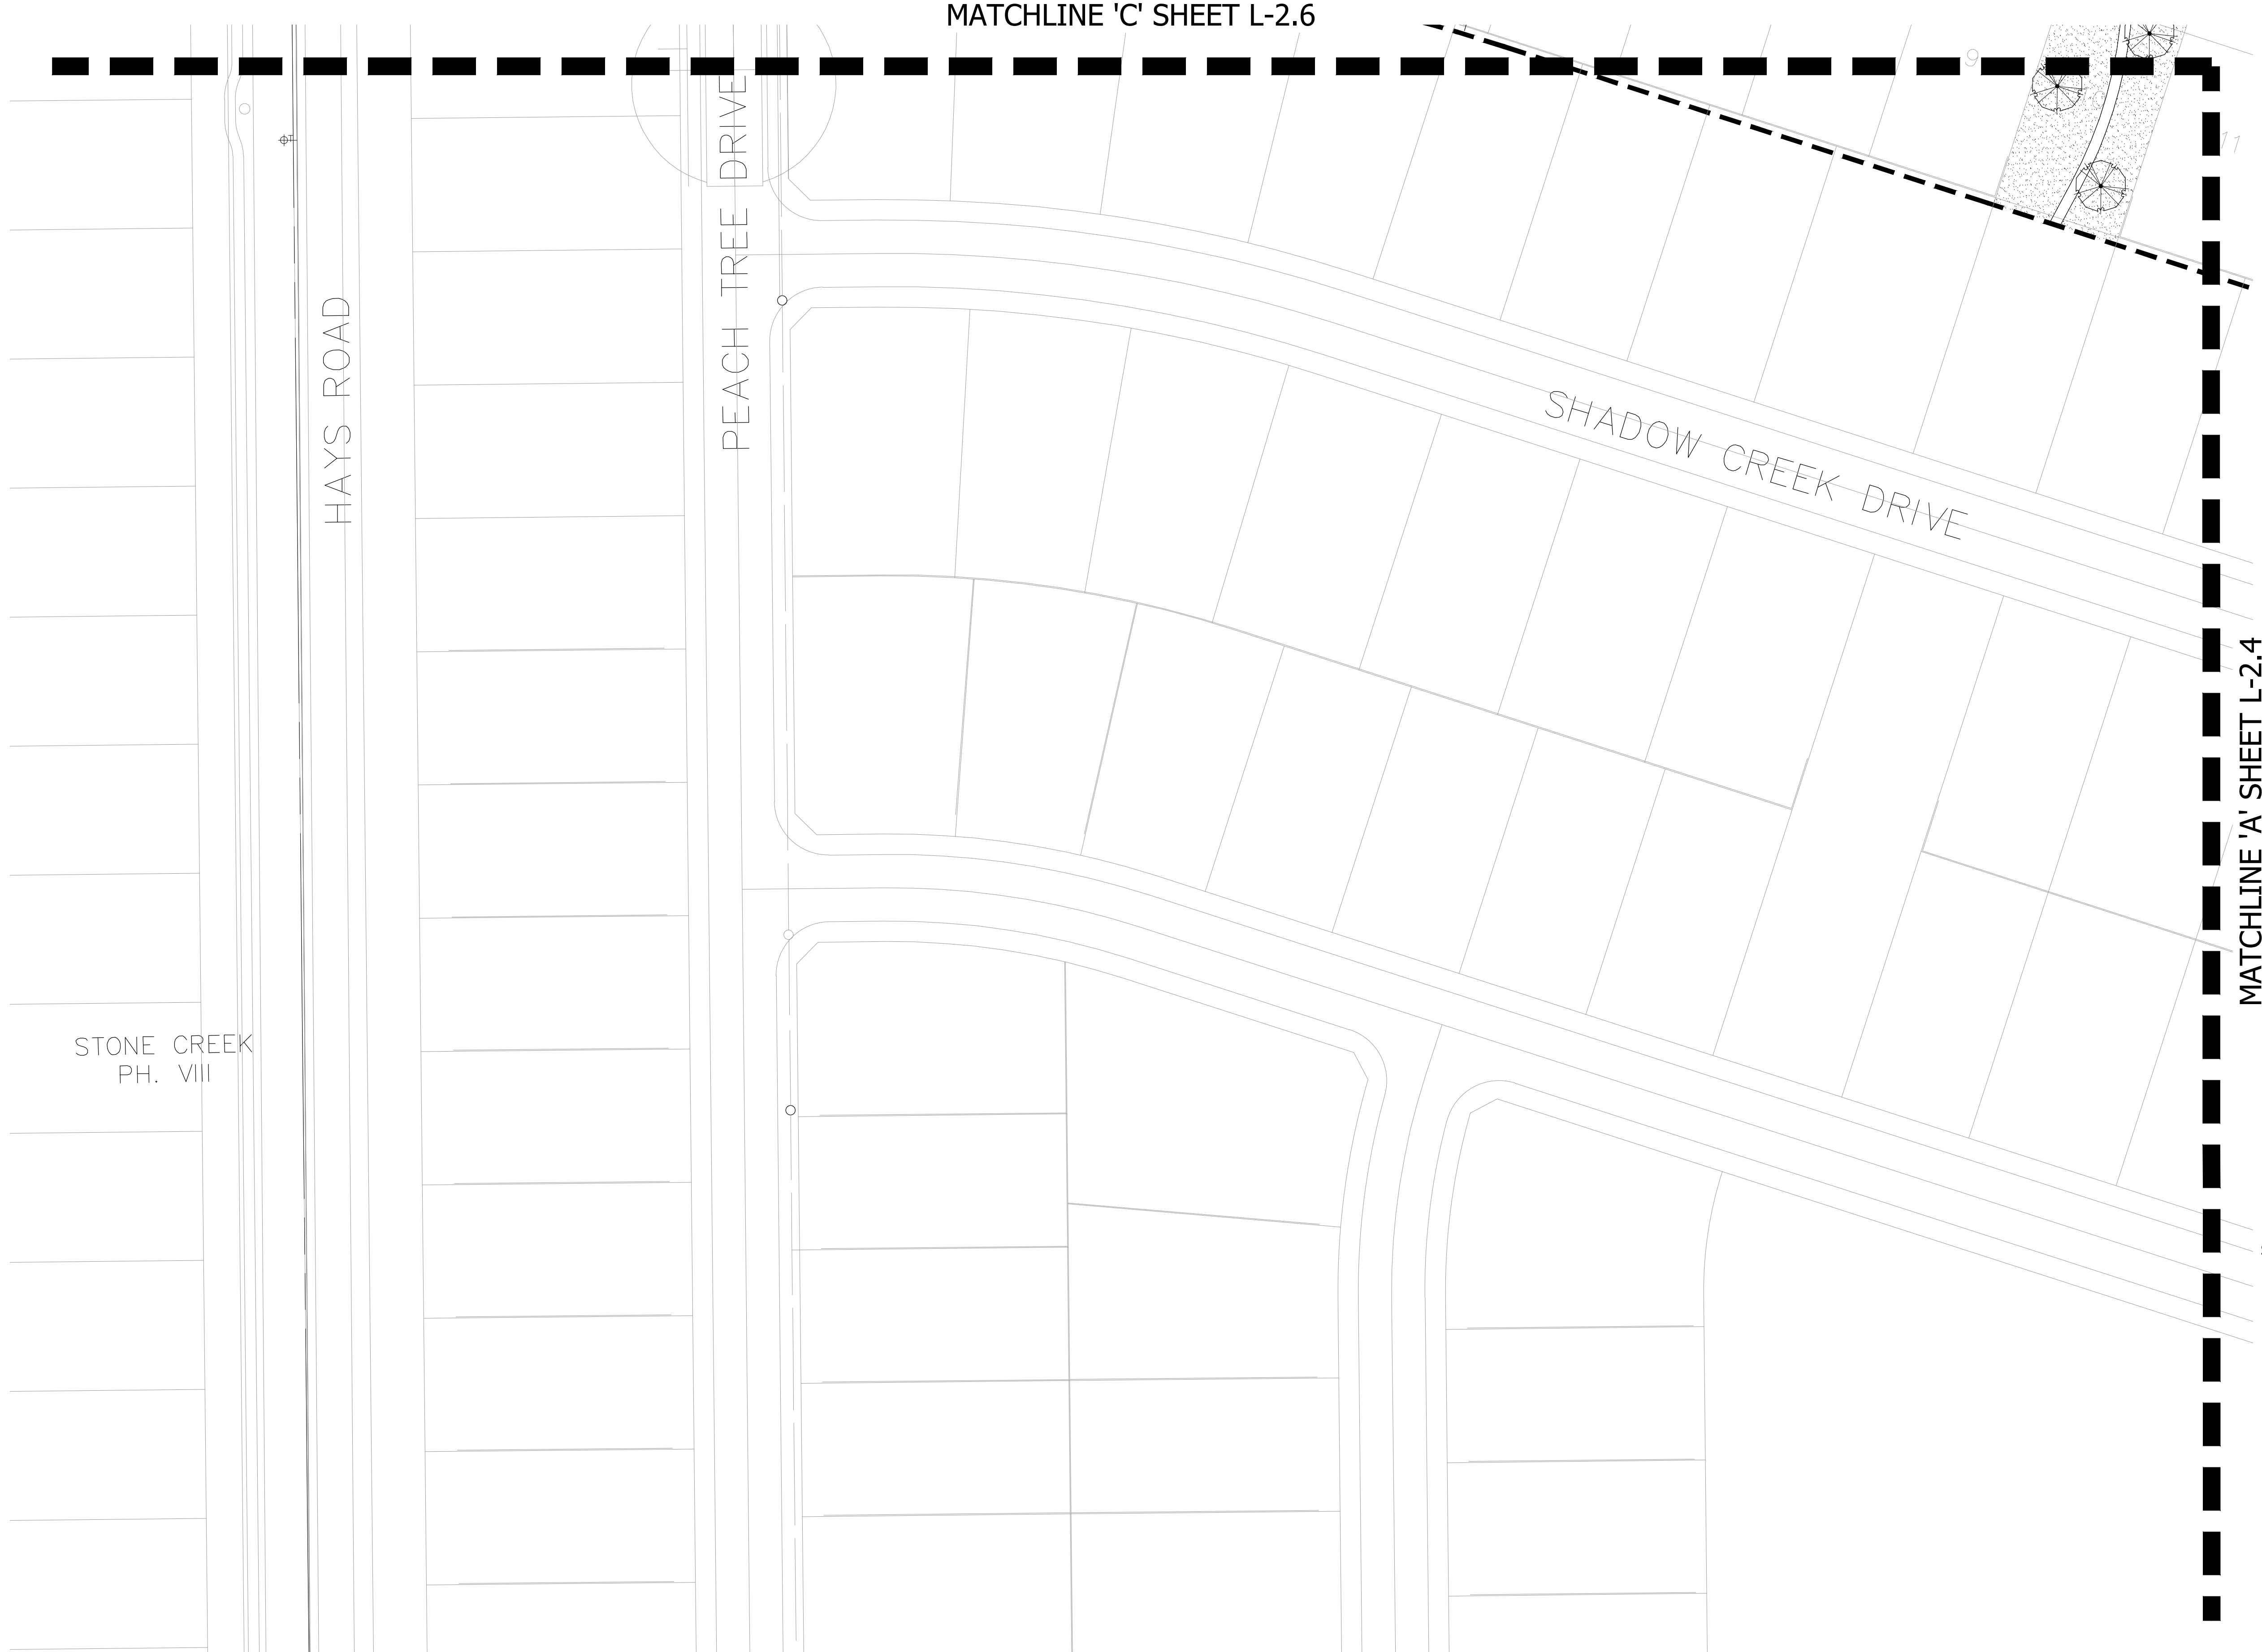 MATCHLINE 'C' SHEET L-2.6
HAYS ROAD
PEACH TREE DRIVE
SHADOW CREEK DRIVE
MATCHLINE 'A' SHEET L-2.4
STONE CREEK
PH. VIII